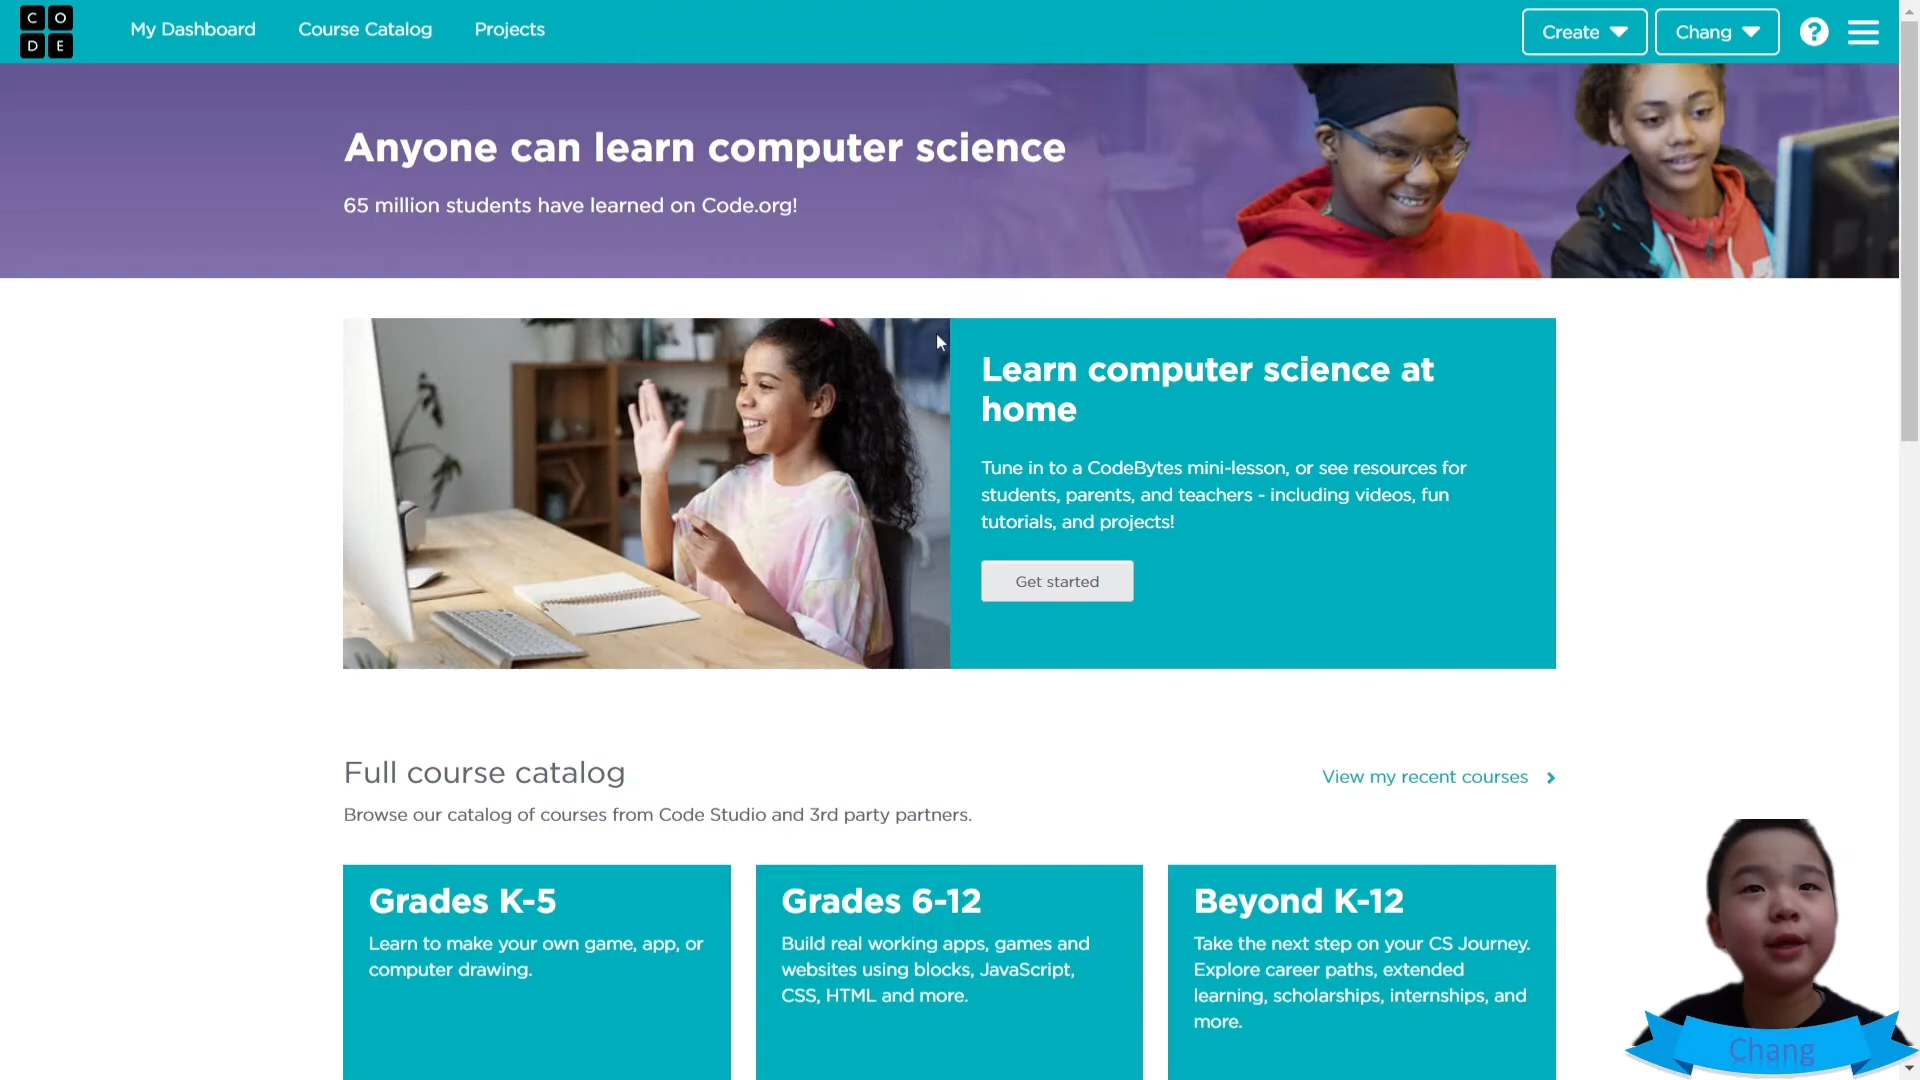 CO
DE
My Dashboard
Course Catalog
Projects
Create
Chang
?
Anyone can learn computer science
65 million students have learned on Code.org!
Learn computer science at
home
Tune in to a CodeBytes mini-lesson, or see resources for
students, parents, and teachers - including videos, fun
tutorials, and projects!
Get started
Full course catalog
View my recent courses
Browse our catalog of courses from Code Studio and 3rd party partners.
Grades K-5
Learn to make your own game, app, or
computer drawing.
Grades 6-12
Build real working apps, games and
websites using blocks, JavaScript,
CSS, HTML and more.
Beyond K-12
Take the next step on your CS Journey.
Explore career paths, extended
learning, scholarships, internships, and
more.
Chang